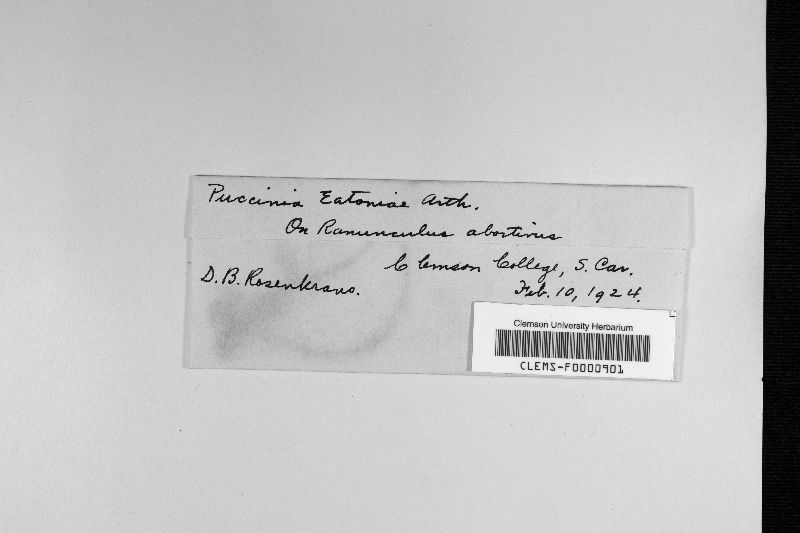 Puccinia Eatoniae Arth.
On Ranunculus abortivus
Clemson College, S. Car.
D. B. Rosenkrans.
Feb. 10, 1924.
Clemson University Herbarium
CLEMS-F0000901